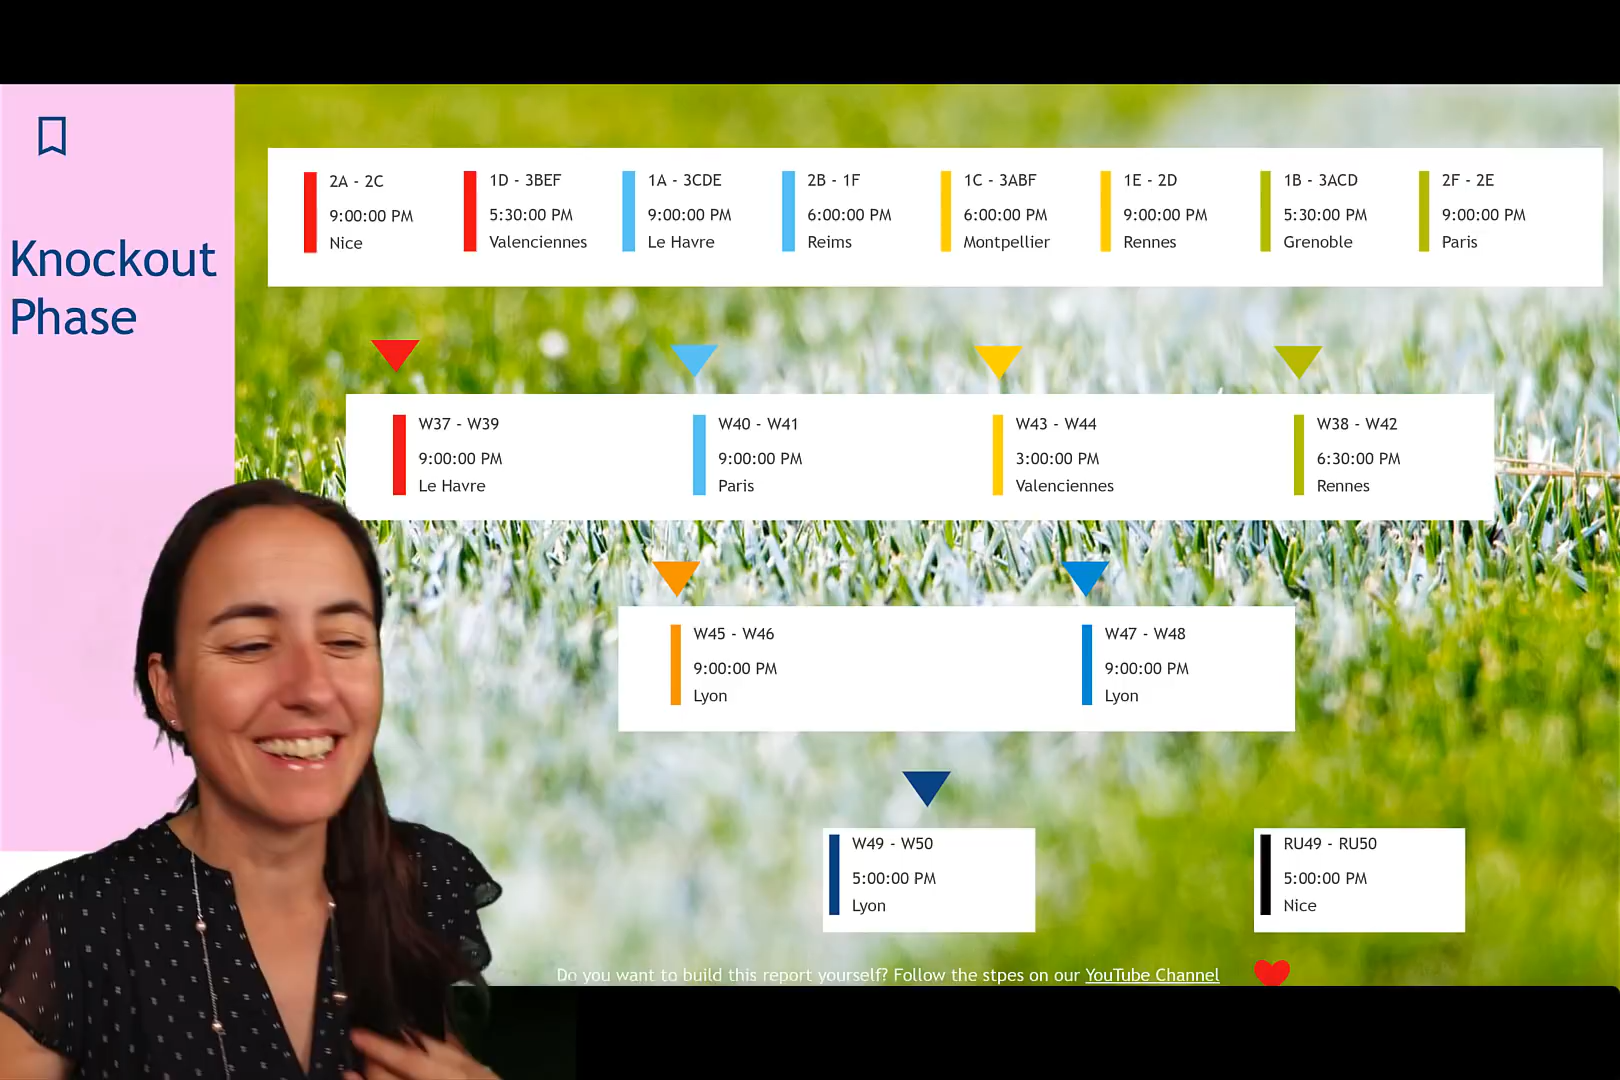 Knockout
Phase
2A - 2C
9:00:00 PM
Nice
1D - 3BEF
5:30:00 PM
Valenciennes
1A - 3CDE
9:00:00 PM
Le Havre
2B - 1F
6:00:00 PM
Reims
1C - 3ABF
6:00:00 PM
Montpellier
1E - 2D
9:00:00 PM
Rennes
1B - 3ACD
5:30:00 PM
Grenoble
2F - 2E
9:00:00 PM
Paris
W37 - W39
9:00:00 PM
Le Havre
W40 - W41
9:00:00 PM
Paris
W43 - W44
3:00:00 PM
Valenciennes
W38 - W42
6:30:00 PM
Rennes
W45 - W46
9:00:00 PM
Lyon
W47 - W48
9:00:00 PM
Lyon
W49 - W50
5:00:00 PM
Lyon
RU49 - RU50
5:00:00 PM
Nice
Do you want to build this report yourself? Follow the stpes on our YouTube Channel